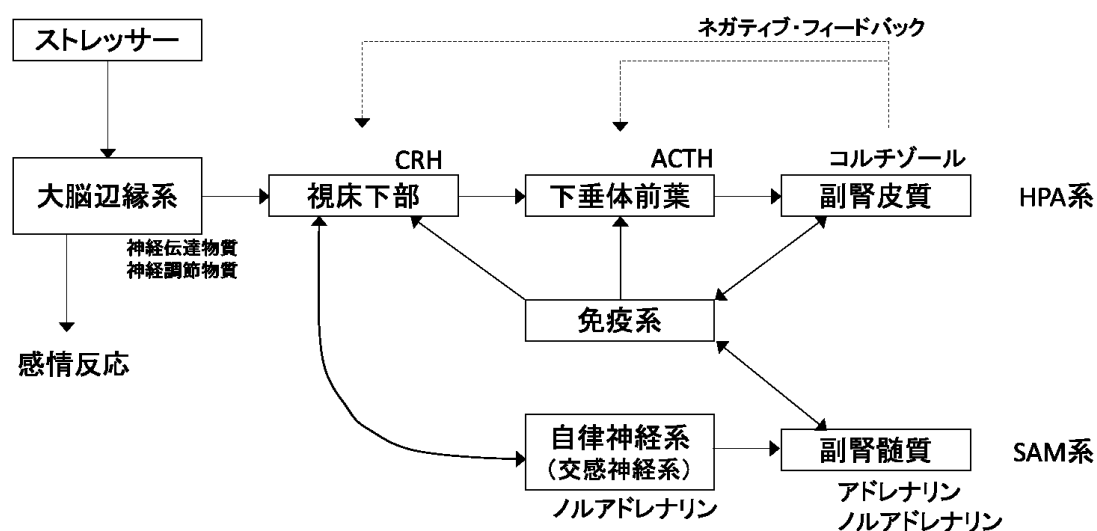 ストレッサー
ネガティブ・フィードバック
CRH
ACTH
コルチゾール
大脳辺縁系
視床下部
下垂体前葉
副腎皮質
HPA系
神経伝達物質
神経調節物質
免疫系
感情反応
自律神経系
(交感神経系)
副腎髄質
SAM系
ノルアドレナリン
アドレナリン
ノルアドレナリン